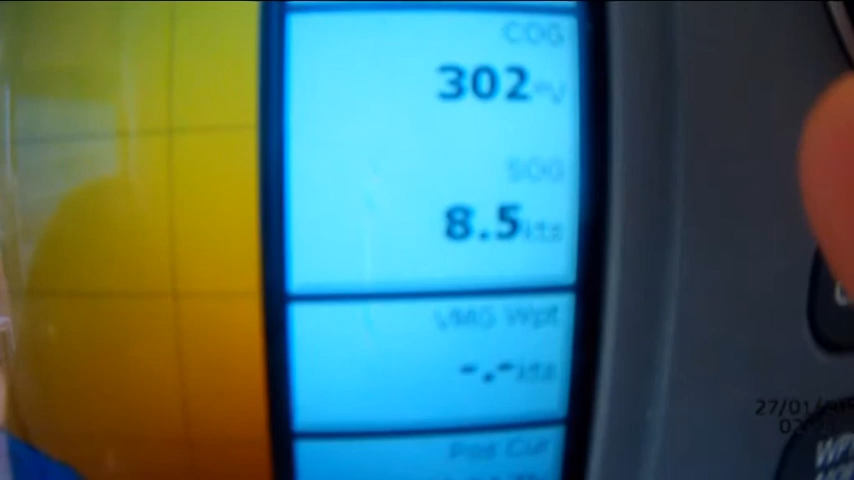 COG
302°M
SOG
8.5kts
VMG Wpt
-.-kts
Pos Cur
27/01/